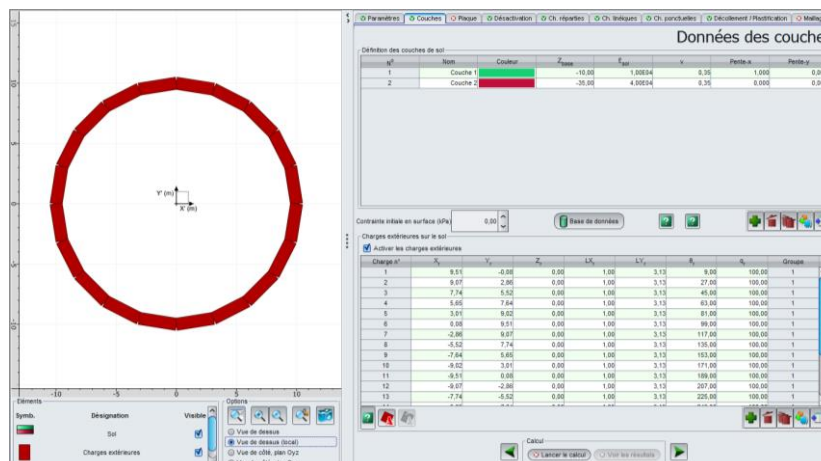 Paramètres Couches Plaque Désactivation Ch. réparties Ch. linéiques Ch. ponctuelles Décollement / Plastification Maillag
Données des couche
Définition des couches de sol
N° Nom Couleur Z base E sol ν Pente-x Pente-y
1 Couche 1 -10,00 1,00E04 0,35 1,000 0,0
2 Couche 2 -35,00 4,00E04 0,35 0,000 0,0
Contrainte initiale en surface (kPa) 0,00 Base de données
Charges extérieures sur le sol
Activer les charges extérieures
Charge n° LX LY Groupe
1 9,51 -0,08 0,00 1,00 3,13 9,00 100,00 1
2 9,07 2,86 0,00 1,00 3,13 27,00 100,00 1
3 7,74 5,52 0,00 1,00 3,13 45,00 100,00 1
4 5,65 7,64 0,00 1,00 3,13 63,00 100,00 1
5 3,01 9,02 0,00 1,00 3,13 81,00 100,00 1
6 0,08 9,51 0,00 1,00 3,13 99,00 100,00 1
7 -2,86 9,07 0,00 1,00 3,13 117,00 100,00 1
8 -5,52 7,74 0,00 1,00 3,13 135,00 100,00 1
9 -7,64 5,65 0,00 1,00 3,13 153,00 100,00 1
10 -9,02 3,01 0,00 1,00 3,13 171,00 100,00 1
11 -9,51 0,08 0,00 1,00 3,13 189,00 100,00 1
12 -9,07 -2,86 0,00 1,00 3,13 207,00 100,00 1
13 -7,74 -5,52 0,00 1,00 3,13 225,00 100,00 1
Calcul
Lancer le calcul Voir les résultats
15
10
5
0
-5
-10
Y' (m)
X' (m)
-10 -5 0 5 10
Eléments
Symb. Désignation Visible
Sol
Charges extérieures
Options
Vue de dessus
Vue de dessus (local)
Vue de côté, plan Oyz